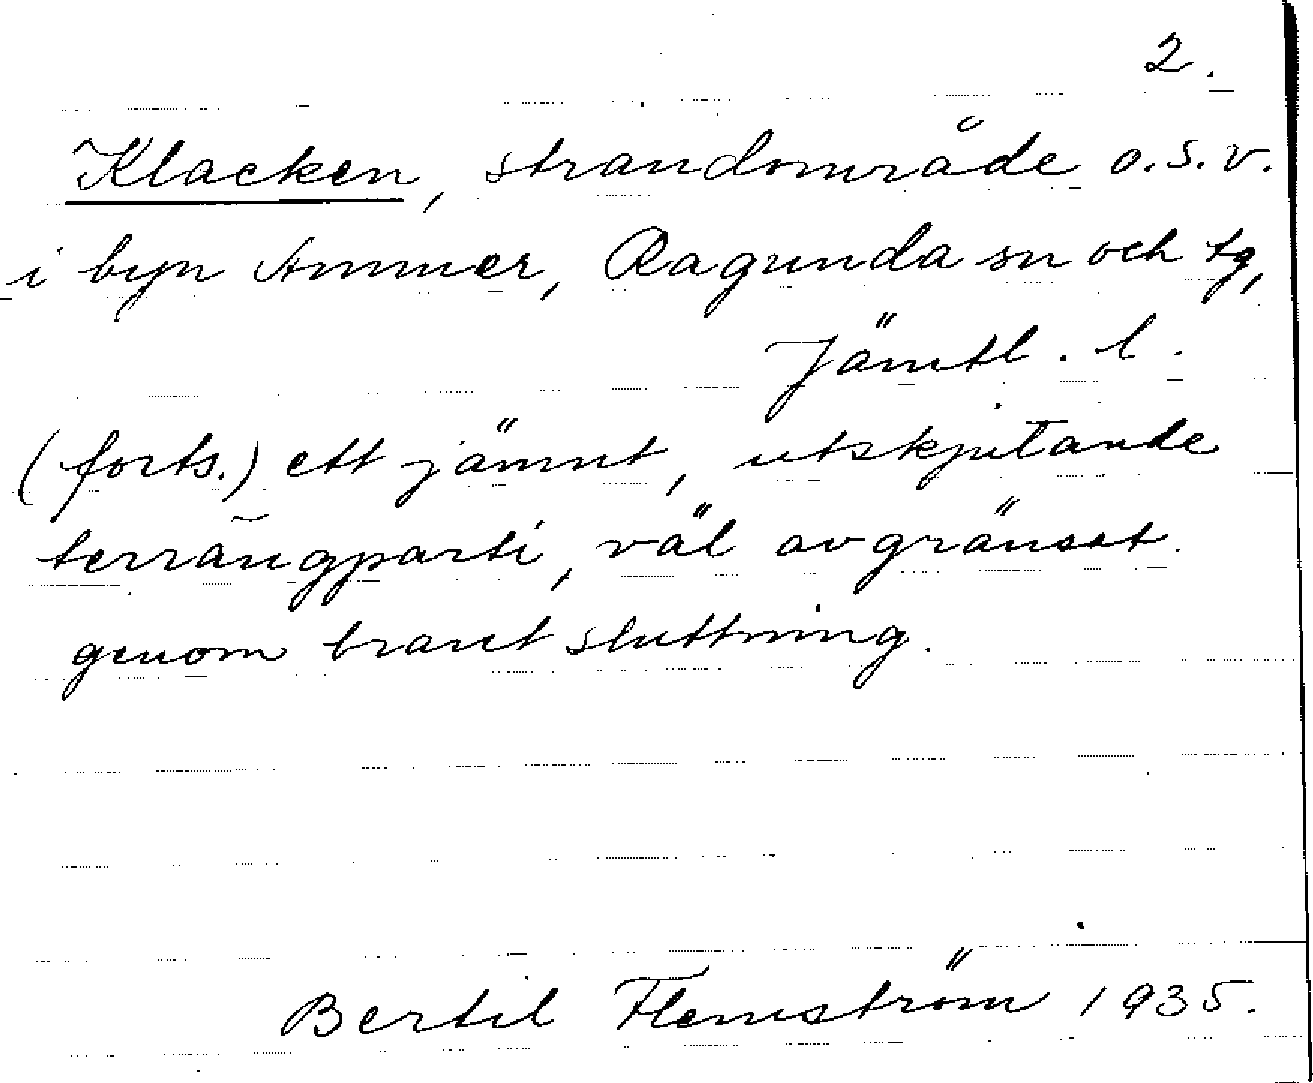 2.
Klacken, strandområde o.s.v.
i byn Ammer, Ragunda sn och tg,
Jämtl. l.
(forts.) ett jämnt, utskjutande
terrängparti, väl avgränsat
genom brant sluttning.
Bertil Flemström 1935.